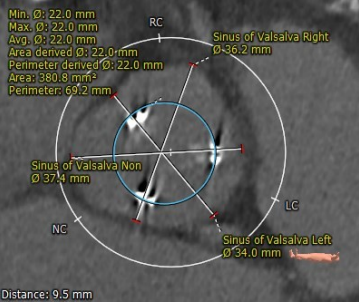 Min. Ø: 22.0 mm
Max. Ø: 22.0 mm
Avg. Ø: 22.0 mm
Area derived Ø: 22.0 mm
Perimeter derived Ø: 22.0 mm
Area: 380.8 mm²
Perimeter: 69.2 mm
RC
Sinus of Valsalva Right
Ø 36.2 mm
Sinus of Valsalva Non
Ø 37.4 mm
LC
NC
Sinus of Valsalva Left
Ø 34.0 mm
Distance: 9.5 mm